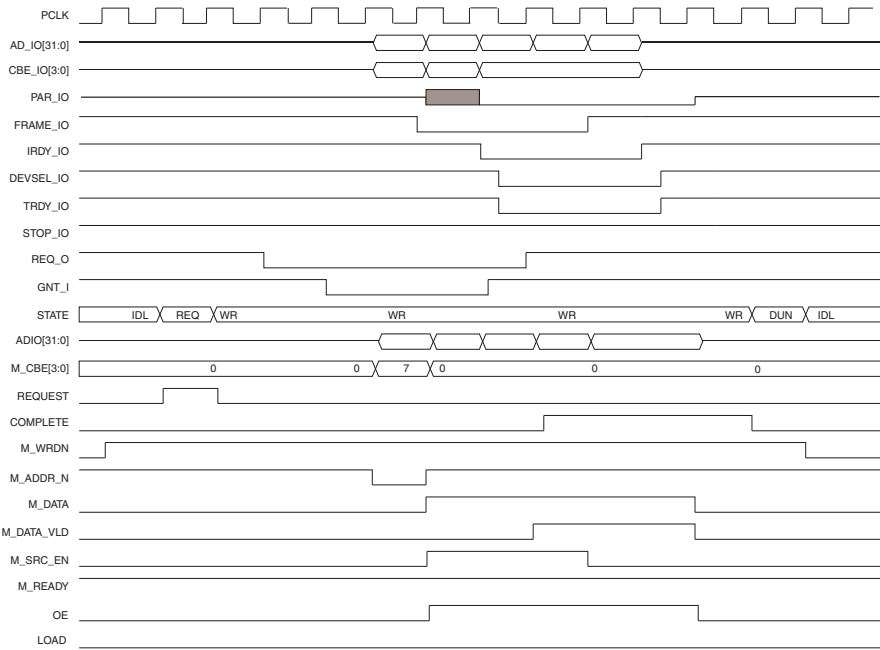 PCLK
AD_IO[31:0]
CBE_IO[3:0]
PAR_IO
FRAME_IO
IRDY_IO
DEVSEL_IO
TRDY_IO
STOP_IO
REQ_O
GNT_I
STATE IDL REQ WR WR WR WR DUN IDL
ADIO[31:0]
M_CBE[3:0] 0 0 7 0 0 0
REQUEST
COMPLETE
M_WRDN
M_ADDR_N
M_DATA
M_DATA_VLD
M_SRC_EN
M_READY
OE
LOAD